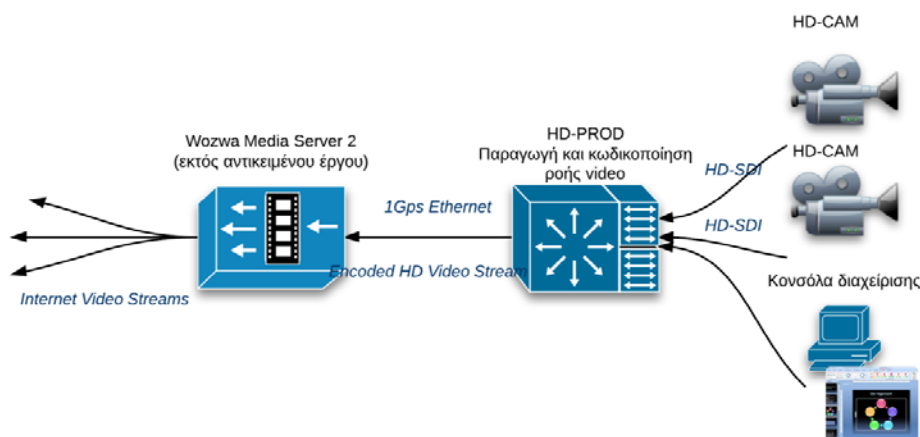 HD-CAM
Wozwa Media Server 2
(εκτός αντικειμένου έργου)
HD-PROD
Παραγωγή και κωδικοποίηση
ροής video
HD-CAM
HD-SDI
1Gps Ethernet
HD-SDI
Encoded HD Video Stream
Internet Video Streams
Κονσόλα διαχείρισης